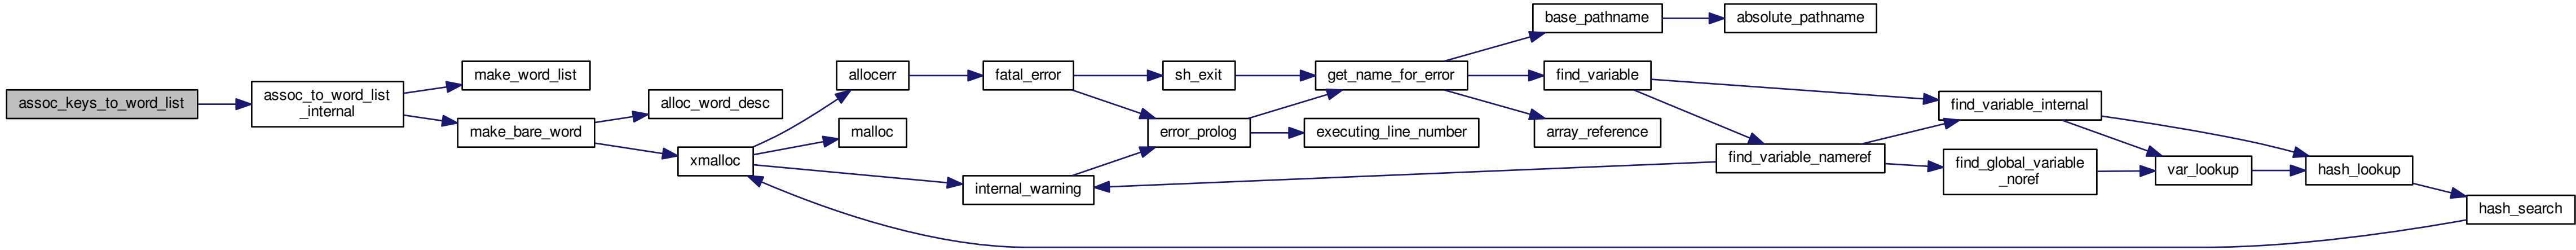 assoc_keys_to_word_list
assoc_to_word_list
_internal
make_word_list
make_bare_word
alloc_word_desc
xmalloc
allocerr
malloc
internal_warning
fatal_error
sh_exit
error_prolog
get_name_for_error
executing_line_number
base_pathname
absolute_pathname
find_variable
array_reference
find_variable_nameref
find_variable_internal
find_global_variable
_noref
var_lookup
hash_lookup
hash_search